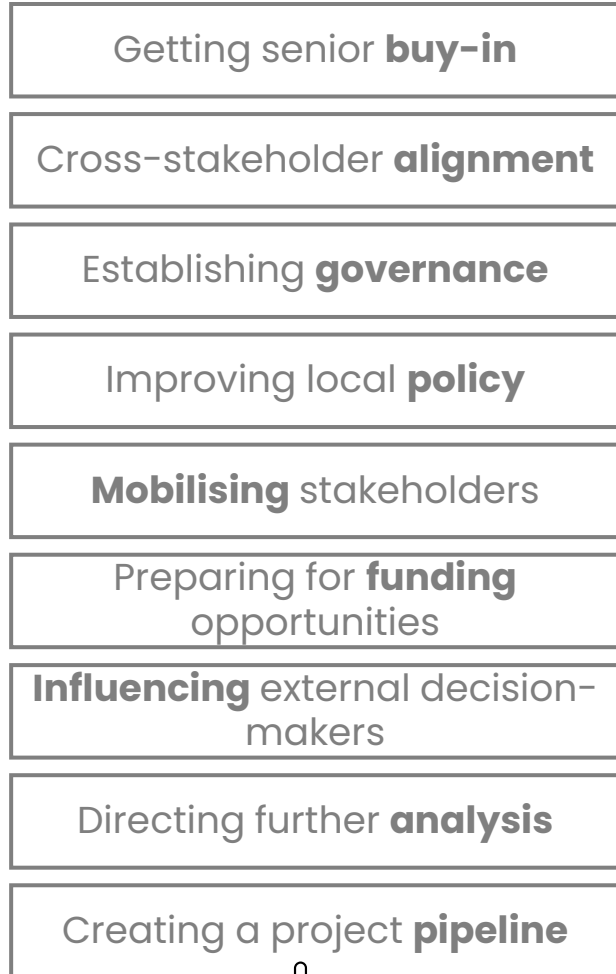 Getting senior buy-in
Cross-stakeholder alignment
Establishing governance
Improving local policy
Mobilising stakeholders
Preparing for funding
opportunities
Influencing external decision-
makers
Directing further analysis
Creating a project pipeline